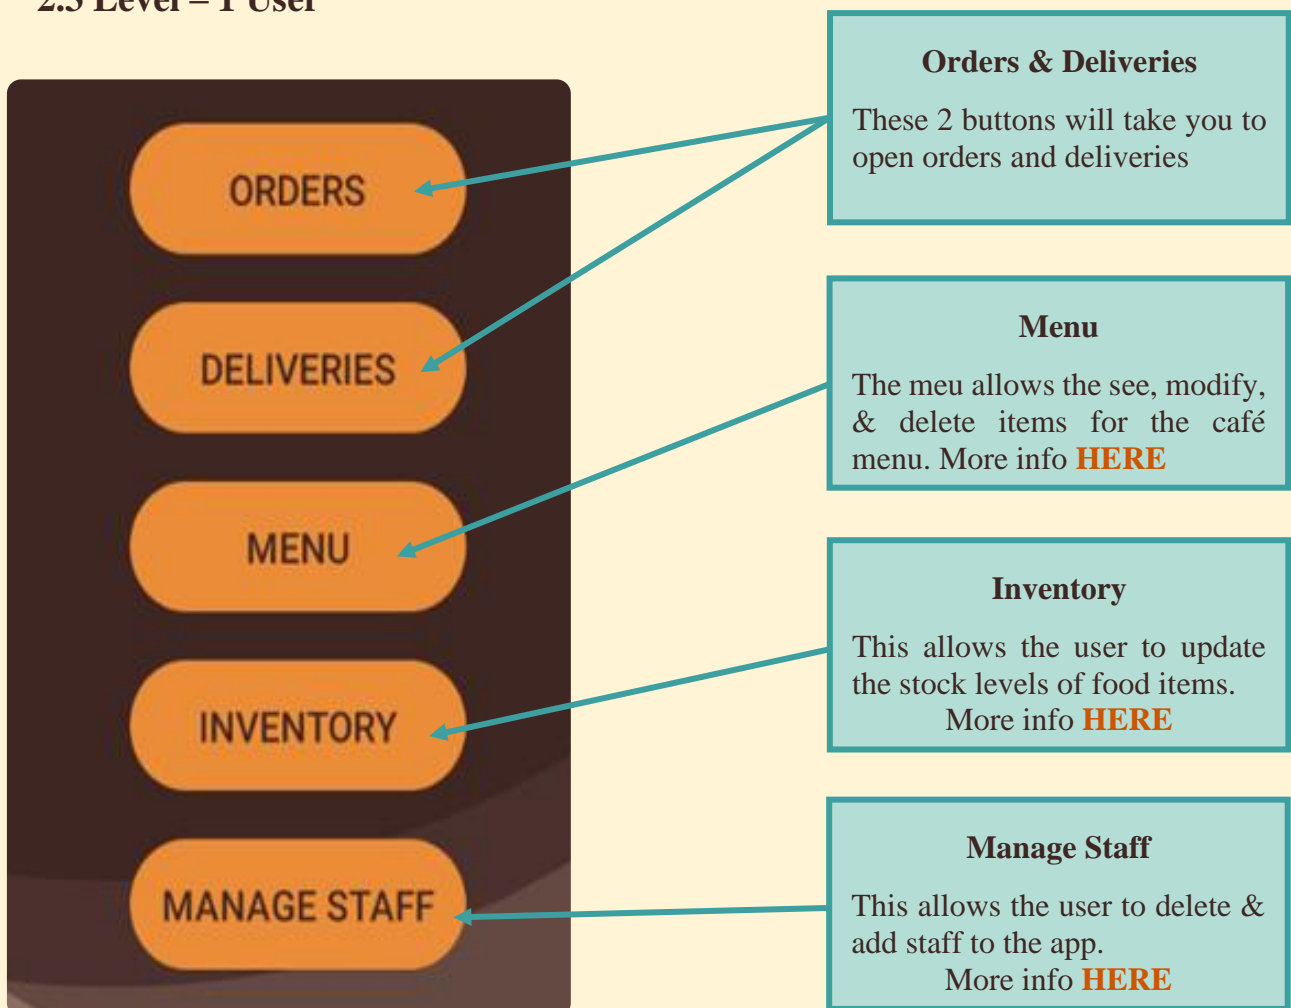 2.3 Level – 1 User
ORDERS
DELIVERIES
MENU
INVENTORY
MANAGE STAFF
Orders & Deliveries
These 2 buttons will take you to
open orders and deliveries
Menu
The meu allows the see, modify,
& delete items for the café
menu. More info HERE
Inventory
This allows the user to update
the stock levels of food items.
More info HERE
Manage Staff
This allows the user to delete &
add staff to the app.
More info HERE